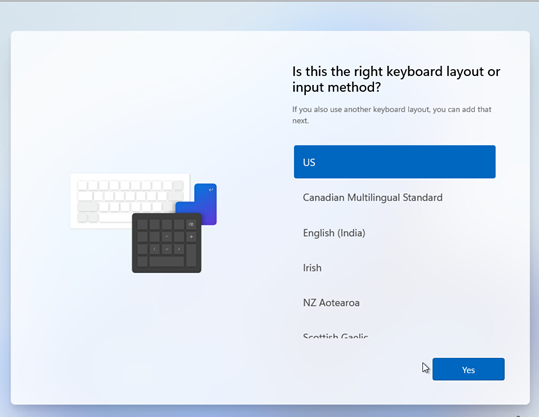 Is this the right keyboard layout or
input method?
If you also use another keyboard layout, you can add that
next.
US
Canadian Multilingual Standard
English (India)
Irish
NZ Aotearoa
Scottish Gaelic
Yes